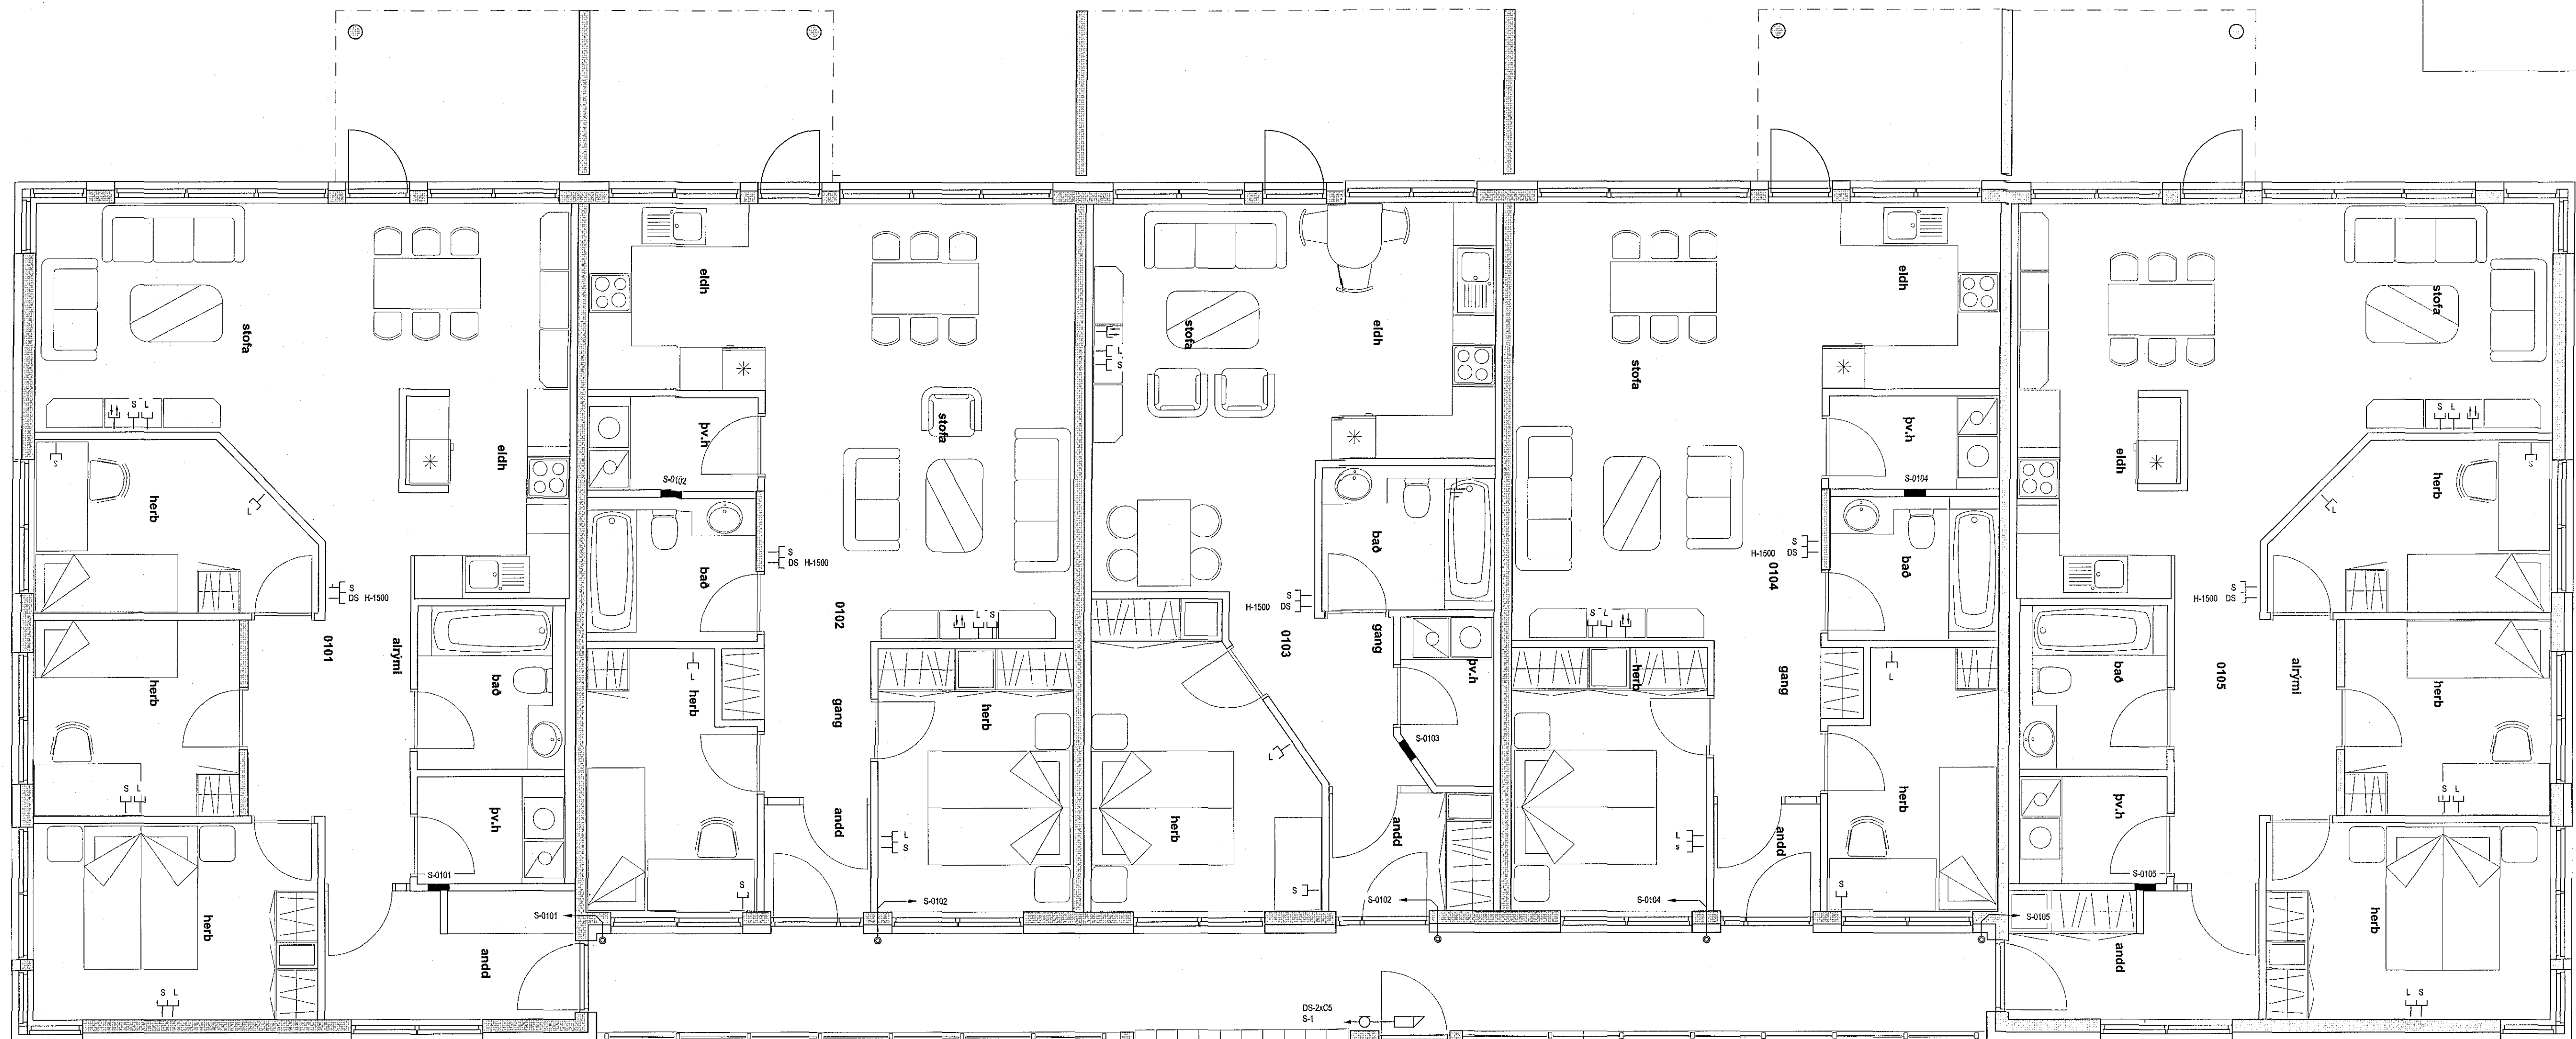 stofa
S L
eldh
herb
S
L
S
DS H-1500
0101
alrými
herb
S L
bað
þv.h
S-0101
herb
S L
andd
S-0101
eldh
þv.h
S-0102
stofa
bað
S
DS H-1500
0102
L S
herb
L
gang
herb
andd
L
S
S
S-0102
stofa
L
S
eldh
bað
S
H-1500 DS
0103
gang
þv.h
S-0103
L
herb
andd
S
S-0102
DS-2xC5
S-1
eldh
stofa
þv.h
S-0104
S
H-1500 DS
0104
bað
S L
herb
gang
L
herb
L
s
andd
S
S-0104
stofa
S L
eldh
herb
S
L
S
H-1500 DS
0105
alrými
bað
herb
S L
þv.h
S-0105
S-0105
andd
herb
L S